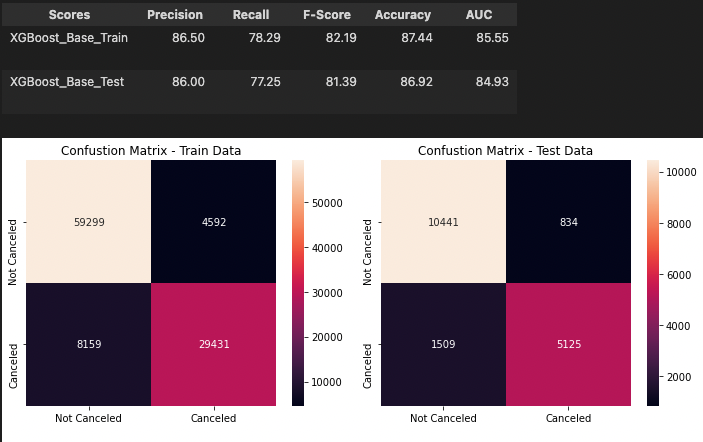 Scores Precision Recall F-Score Accuracy AUC
XGBoost_Base_Train 86.50 78.29 82.19 87.44 85.55
XGBoost_Base_Test 86.00 77.25 81.39 86.92 84.93
Confustion Matrix - Train Data
Not Canceled
Canceled
59299 4592
8159 29431
Not Canceled Canceled
50000
40000
30000
20000
10000
Confustion Matrix - Test Data
Not Canceled
Canceled
10441 834
1509 5125
Not Canceled Canceled
10000
8000
6000
4000
2000